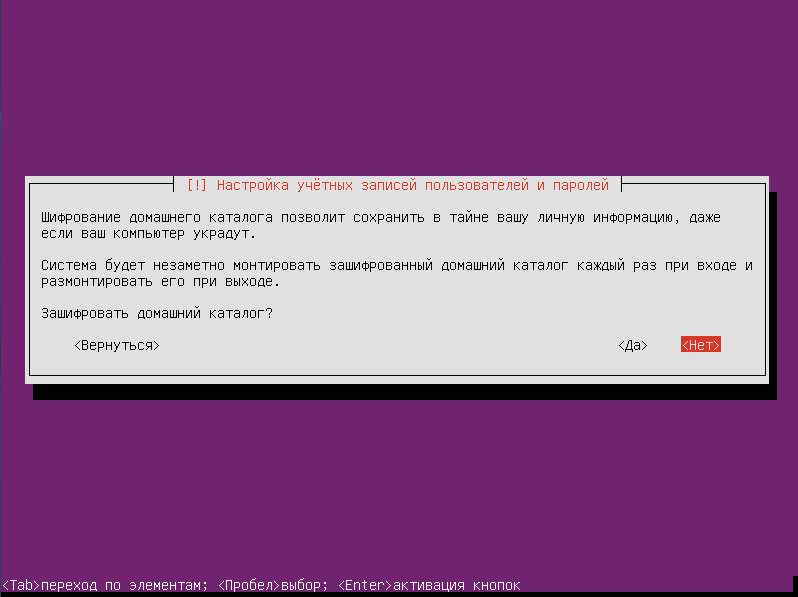 [!] Настройка учётных записей пользователей и паролей
Шифрование домашнего каталога позволит сохранить в тайне вашу личную информацию, даже
если ваш компьютер украдут.
Система будет незаметно монтировать зашифрованный домашний каталог каждый раз при входе и
размонтировать его при выходе.
Зашифровать домашний каталог?
<Вернуться> <Да> <Нет>
<Tab>переход по элементам; <Пробел>выбор; <Enter>активация кнопок